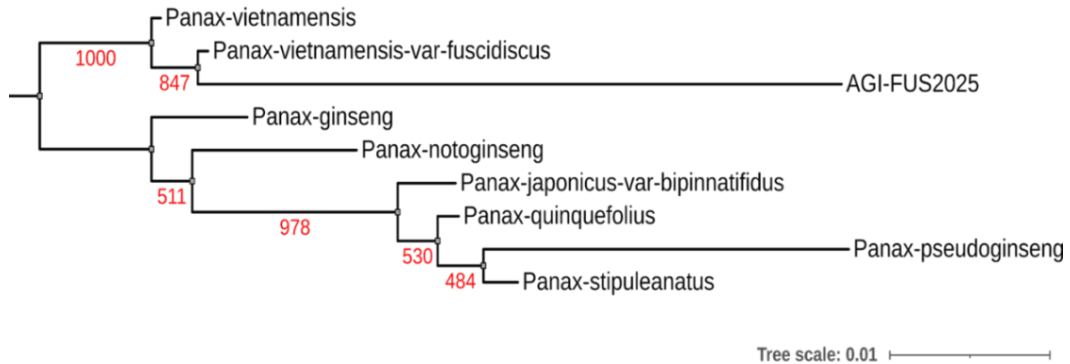 Panax-vietnamensis
1000
Panax-vietnamensis-var-fuscidiscus
847
AGI-FUS2025
Panax-ginseng
Panax-notoginseng
511
Panax-japonicus-var-bipinnatifidus
978
Panax-quinquefolius
530
Panax-pseudoginseng
484
Panax-stipuleanatus
Tree scale: 0.01